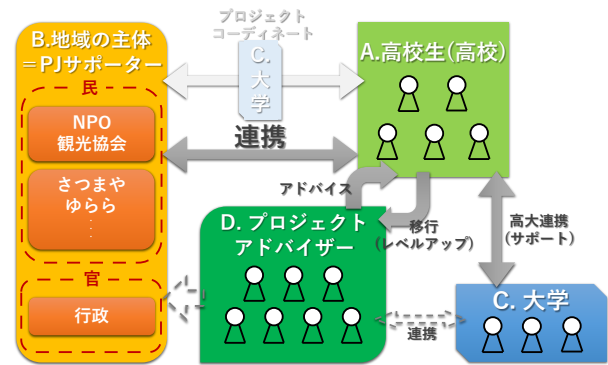 プロジェクト
コーディネート
B.地域の主体
＝PJサポーター
民
NPO
観光協会
さつまや
ゆらら
⋮
官
行政
C.
大
学
連携
A.高校生(高校)
アドバイス
移行
(レベルアップ)
高大連携
(サポート)
D. プロジェクト
アドバイザー
連携
C. 大学